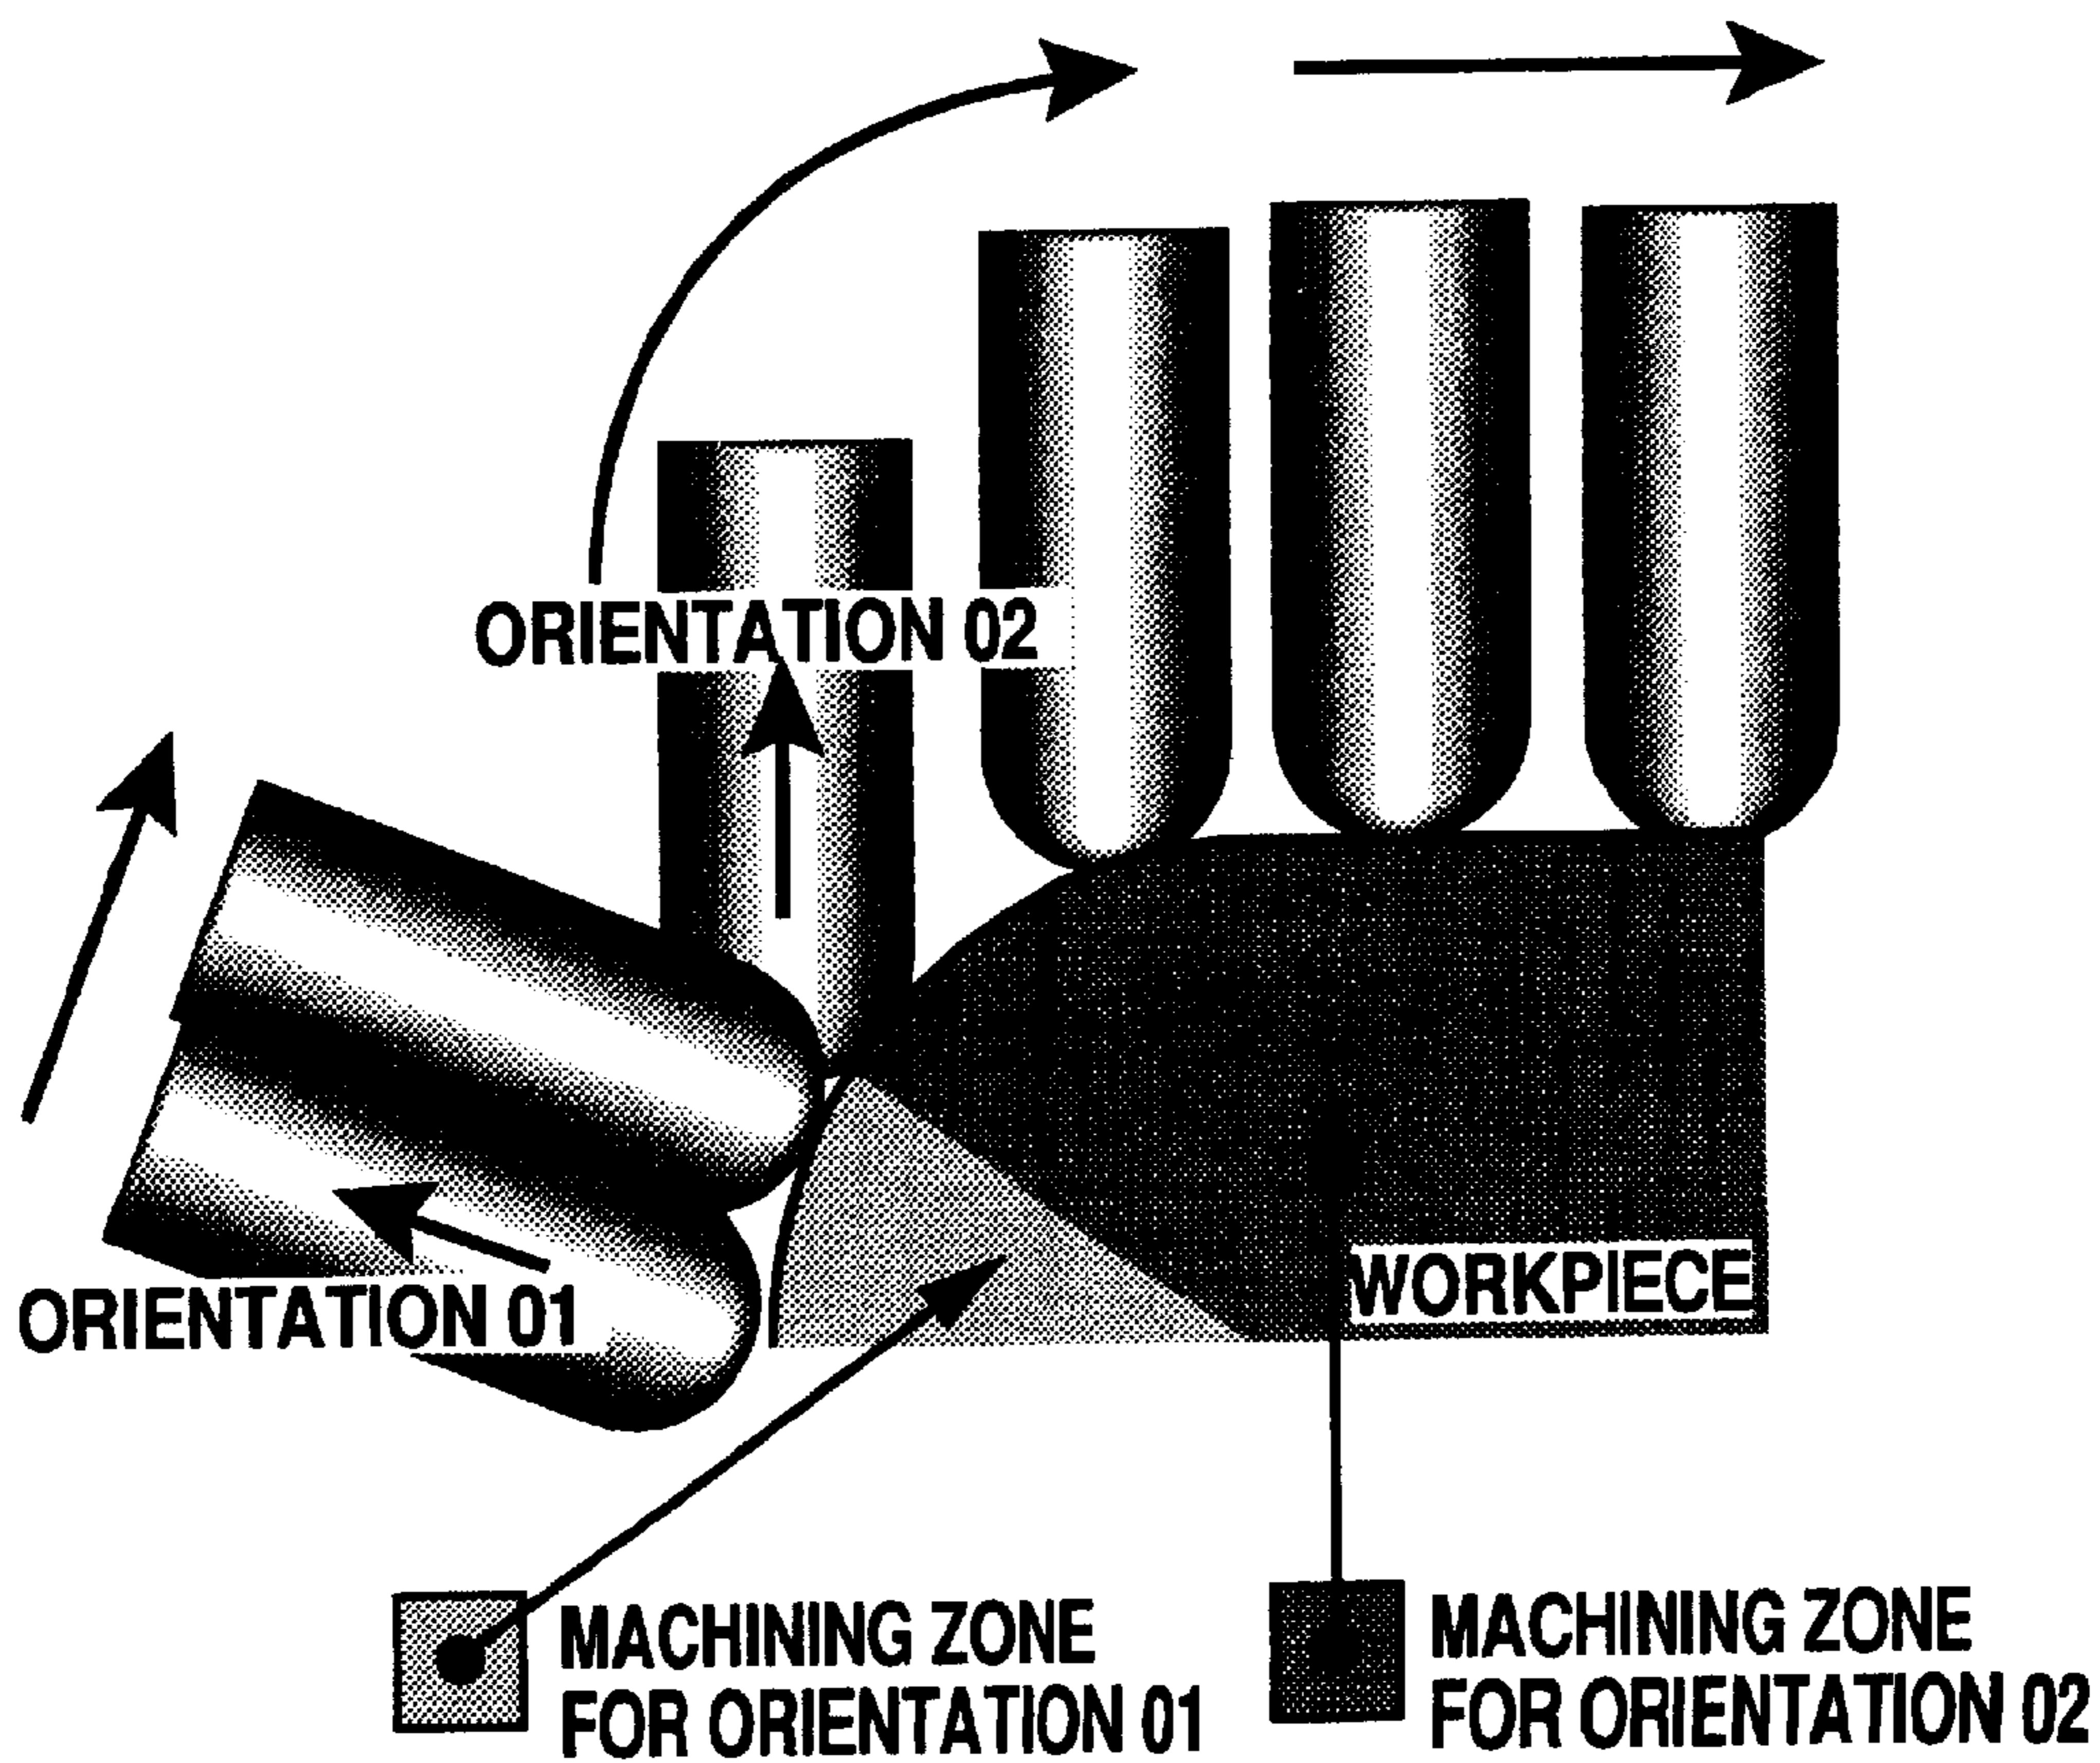 ORIENTATION 02
ORIENTATION 01
WORKPIECE
MACHINING ZONE
FOR ORIENTATION 01
MACHINING ZONE
FOR ORIENTATION 02